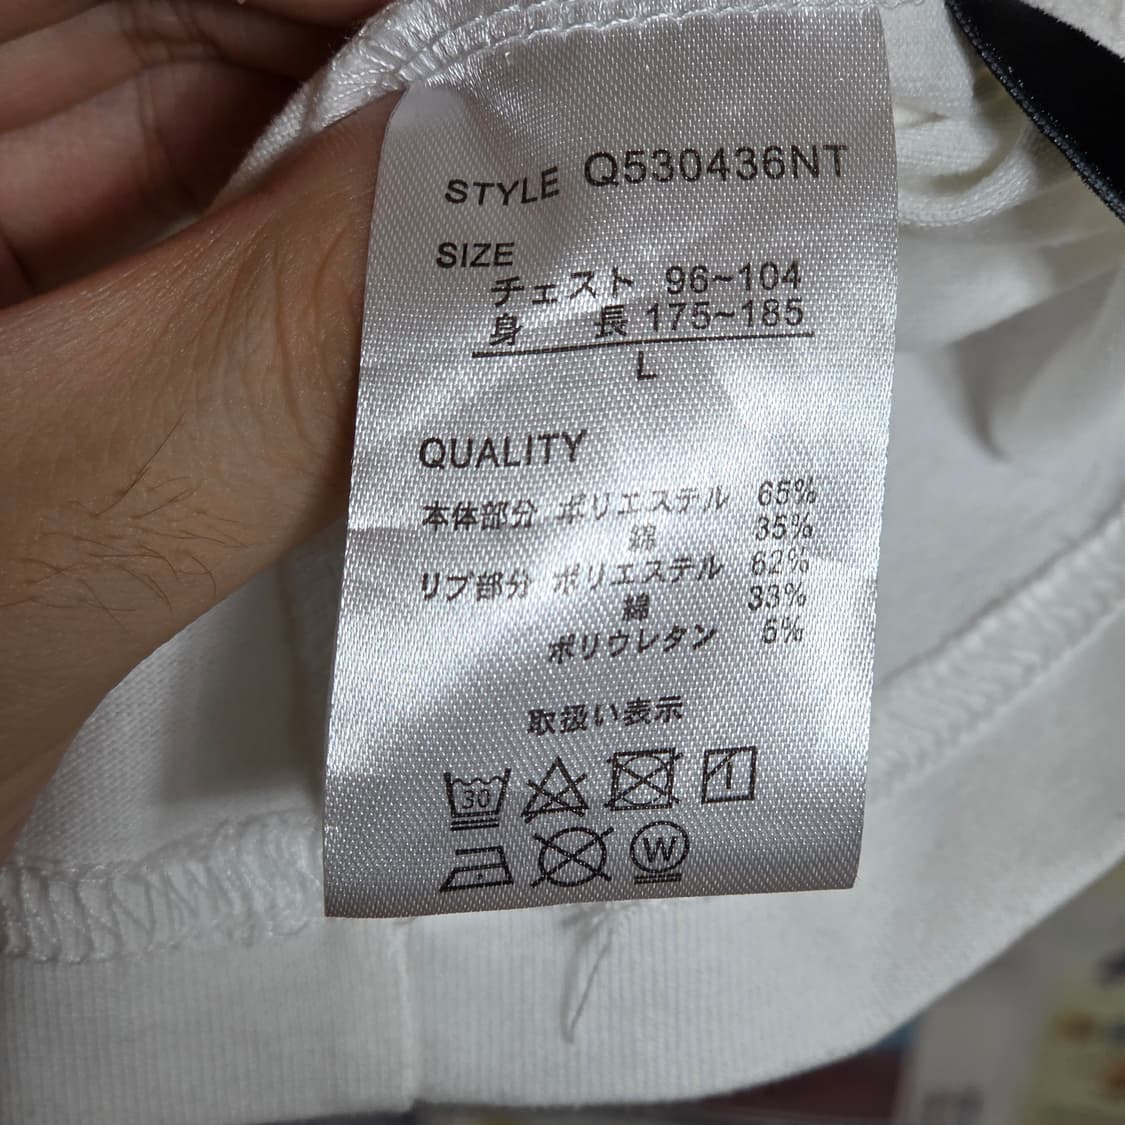 STYLE Q530436NT
SIZE
チェスト 96~104
身 長 175~185
L
QUALITY
本体部分 ポリエステル 65%
綿 35%
リブ部分 ポリエステル 62%
綿 33%
ポリウレタン 5%
取扱い表示
30
W